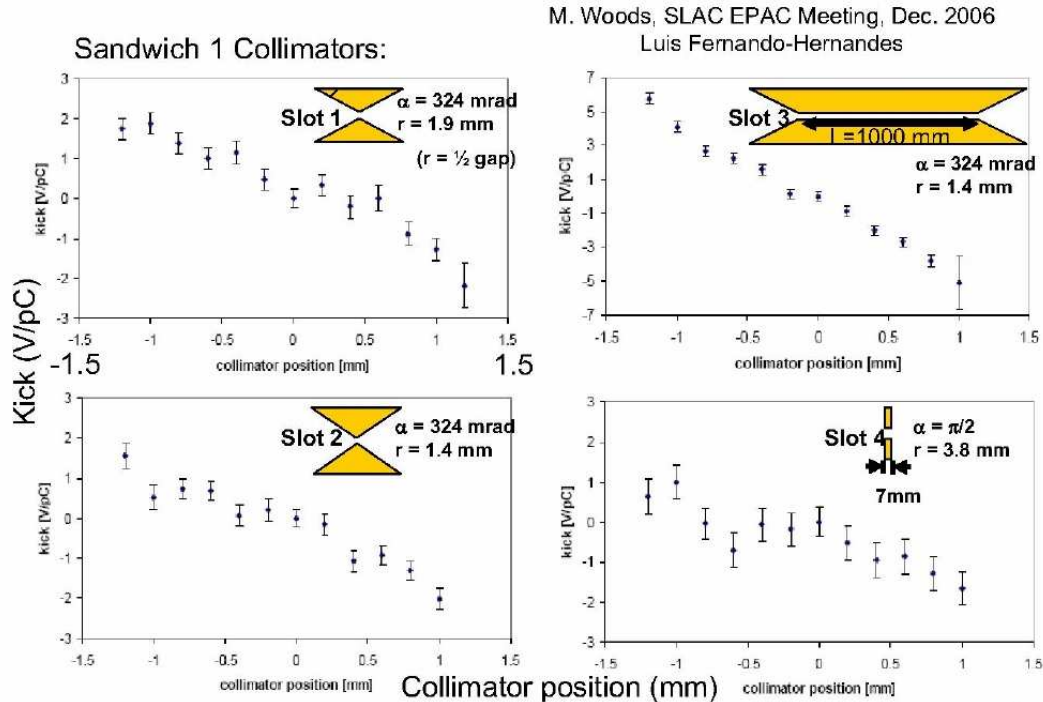 M. Woods, SLAC EPAC Meeting, Dec. 2006
Luis Fernando-Hernandes
Sandwich 1 Collimators:
Kick (V/pC)
3
2
1
0
-1
-2
-3
kick [V/pC]
Slot 1
α = 324 mrad
r = 1.9 mm
(r = ½ gap)
-1.5 -1 -0.5 0 0.5 1 1.5
collimator position [mm]
-1.5 1.5
7
5
3
1
-1
-3
-5
-7
kick [V/pC]
Slot 3
L=1000 mm
α = 324 mrad
r = 1.4 mm
-1.5 -1 -0.5 0 0.5 1 1.5
collimator position [mm]
3
2
1
0
-1
-2
-3
kick [V/pC]
Slot 2
α = 324 mrad
r = 1.4 mm
-1.5 -1 -0.5 0 0.5 1 1.5
collimator position [mm]
3
2
1
0
-1
-2
-3
kick [V/pC]
Slot 4
α = π/2
r = 3.8 mm
7mm
-1.5 -1 -0.5 0 0.5 1 1.5
collimator position [mm]
Collimator position (mm)